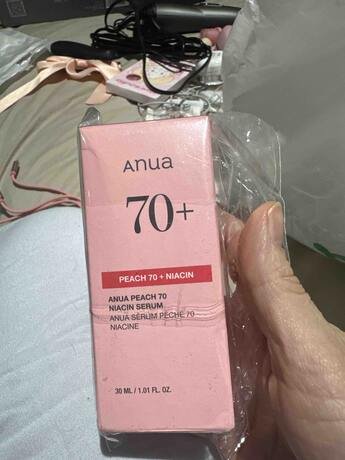 Anua
70+
PEACH 70 + NIACIN
ANUA PEACH 70
NIACIN SERUM
ANUA SÉRUM PÊCHE 70
NIACINE
30 ML / 1.01 FL. OZ.